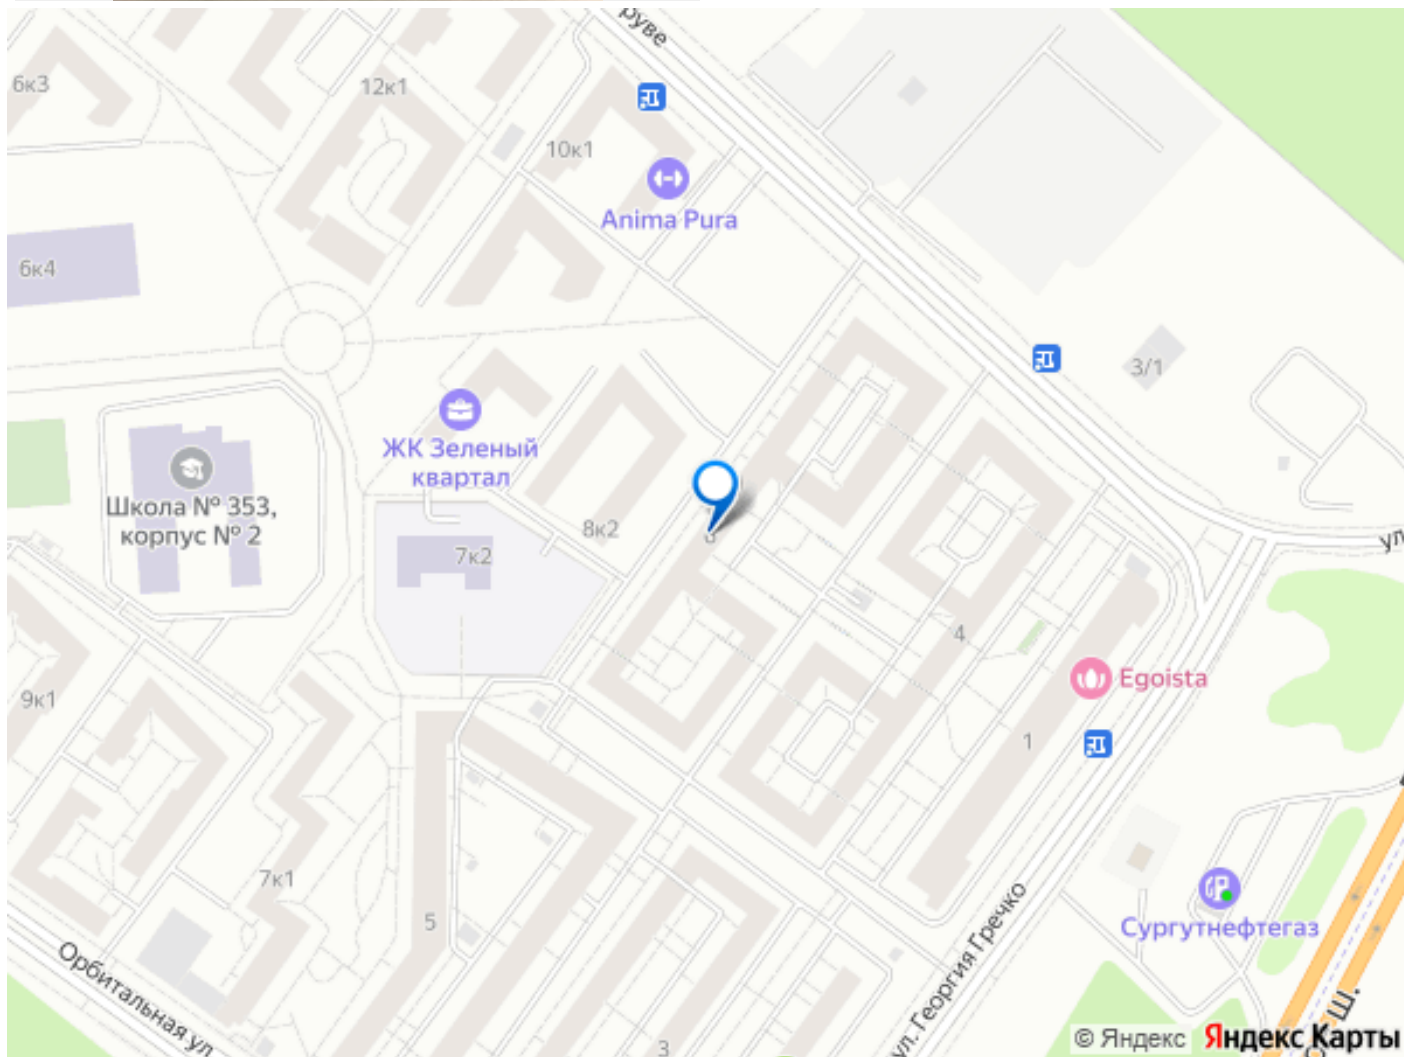 руве
6к3
12к1
10к1
Anima Pura
6к4
3/1
ЖК Зеленый
квартал
Школа № 353,
корпус № 2
8к2
7к2
ул
4
Egoista
9к1
1
7к1
5
Сургутнефтегаз
Орбитальная ул
ул. Георгия Гречко
Ш.
3
© Яндекс Яндекс Карты